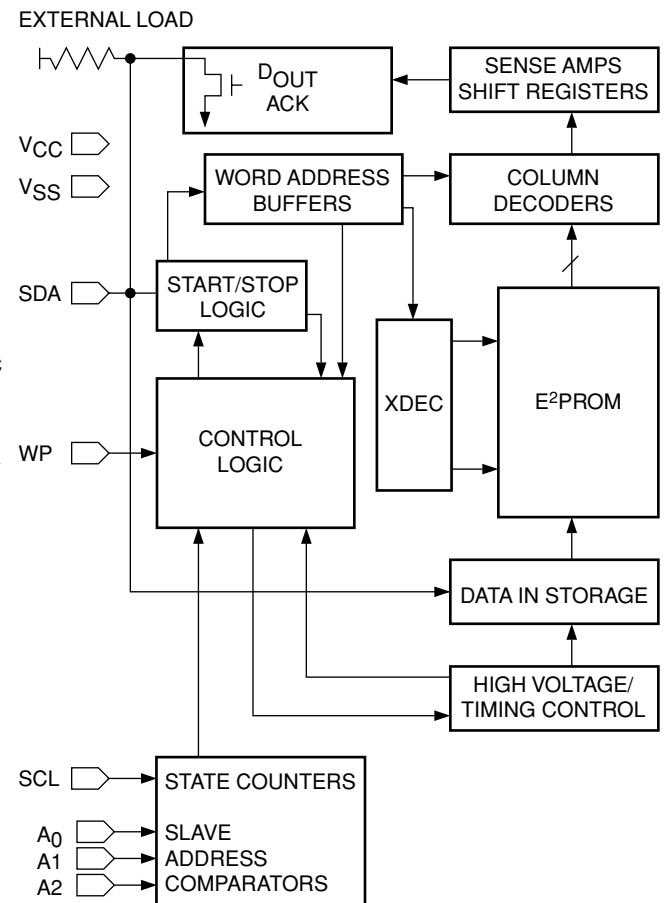 EXTERNAL LOAD
DOUT
ACK
SENSE AMPS
SHIFT REGISTERS
VCC
VSS
WORD ADDRESS
BUFFERS
COLUMN
DECODERS
SDA
START/STOP
LOGIC
XDEC
E²PROM
WP
CONTROL
LOGIC
DATA IN STORAGE
HIGH VOLTAGE/
TIMING CONTROL
SCL
STATE COUNTERS
A0
SLAVE
A1
ADDRESS
A2
COMPARATORS